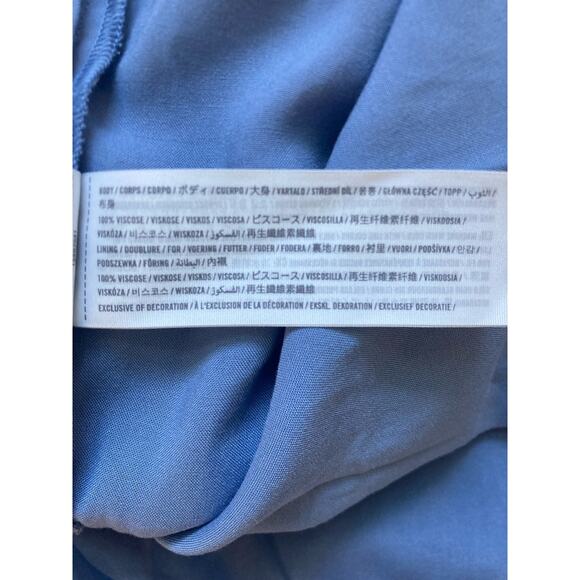 BODY / CORPS / CORPO / ボディ / CUERPO / 大身 / VARTALO / STŘEDNÍ DÍL / 몸통 / GŁÓWNA CZĘŚĆ / TOPP / الثوب /
布身
100% VISCOSE / VISKOSE / VISKOS / VISCOSA / ビスコース / VISCOSILLA / 再生纤维素纤维 / VISKOOSIA /
VISKÓZA / 비스코스 / WISKOZA / الفسكوز / 再生纖維素纖維
LINING / DOUBLURE / FOR / VOERING / FUTTER / FODER / FODERA / 裏地 / FORRO / 衬里 / VUORI / PODŠÍVKA / 안감 /
PODSZEWKA / FÔRING / البطانة / 內襯
100% VISCOSE / VISKOSE / VISKOS / VISCOSA / ビスコース / VISCOSILLA / 再生纤维素纤维 / VISKOOSIA /
VISKÓZA / 비스코스 / WISKOZA / الفسكوز / 再生纖維素纖維
EXCLUSIVE OF DECORATION / À L'EXCLUSION DE LA DÉCORATION / EKSKL. DEKORATION / EXCLUSIEF DECORATIE /